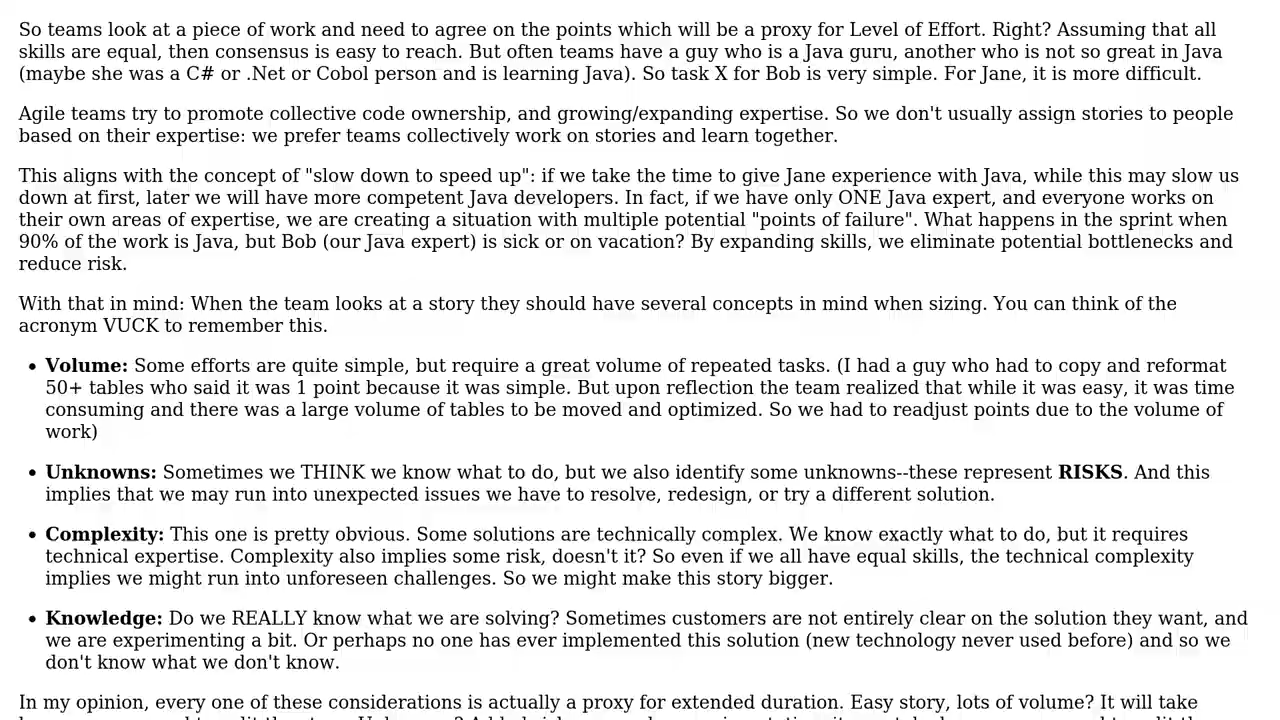 So teams look at a piece of work and need to agree on the points which will be a proxy for Level of Effort. Right? Assuming that all
skills are equal, then consensus is easy to reach. But often teams have a guy who is a Java guru, another who is not so great in Java
(maybe she was a C# or .Net or Cobol person and is learning Java). So task X for Bob is very simple. For Jane, it is more difficult.
Agile teams try to promote collective code ownership, and growing/expanding expertise. So we don't usually assign stories to people
based on their expertise: we prefer teams collectively work on stories and learn together.
This aligns with the concept of "slow down to speed up": if we take the time to give Jane experience with Java, while this may slow us
down at first, later we will have more competent Java developers. In fact, if we have only ONE Java expert, and everyone works on
their own areas of expertise, we are creating a situation with multiple potential "points of failure". What happens in the sprint when
90% of the work is Java, but Bob (our Java expert) is sick or on vacation? By expanding skills, we eliminate potential bottlenecks and
reduce risk.
With that in mind: When the team looks at a story they should have several concepts in mind when sizing. You can think of the
acronym VUCK to remember this.
• Volume: Some efforts are quite simple, but require a great volume of repeated tasks. (I had a guy who had to copy and reformat
50+ tables who said it was 1 point because it was simple. But upon reflection the team realized that while it was easy, it was time
consuming and there was a large volume of tables to be moved and optimized. So we had to readjust points due to the volume of
work)
• Unknowns: Sometimes we THINK we know what to do, but we also identify some unknowns--these represent RISKS. And this
implies that we may run into unexpected issues we have to resolve, redesign, or try a different solution.
• Complexity: This one is pretty obvious. Some solutions are technically complex. We know exactly what to do, but it requires
technical expertise. Complexity also implies some risk, doesn't it? So even if we all have equal skills, the technical complexity
implies we might run into unforeseen challenges. So we might make this story bigger.
• Knowledge: Do we REALLY know what we are solving? Sometimes customers are not entirely clear on the solution they want, and
we are experimenting a bit. Or perhaps no one has ever implemented this solution (new technology never used before) and so we
don't know what we don't know.
In my opinion, every one of these considerations is actually a proxy for extended duration. Easy story, lots of volume? It will take